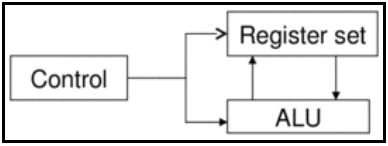 Register set
Control
ALU